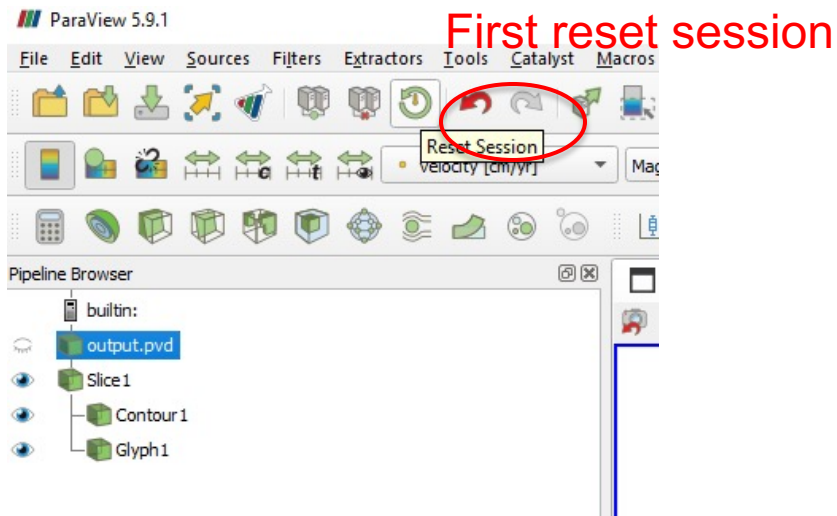 ParaView 5.9.1
First reset session
File Edit View Sources Filters Extractors Tools Catalyst Macros
Reset Session
Velocity [cm/yr]
Pipeline Browser
builtin:
output.pvd
Slice1
Contour1
Glyph1